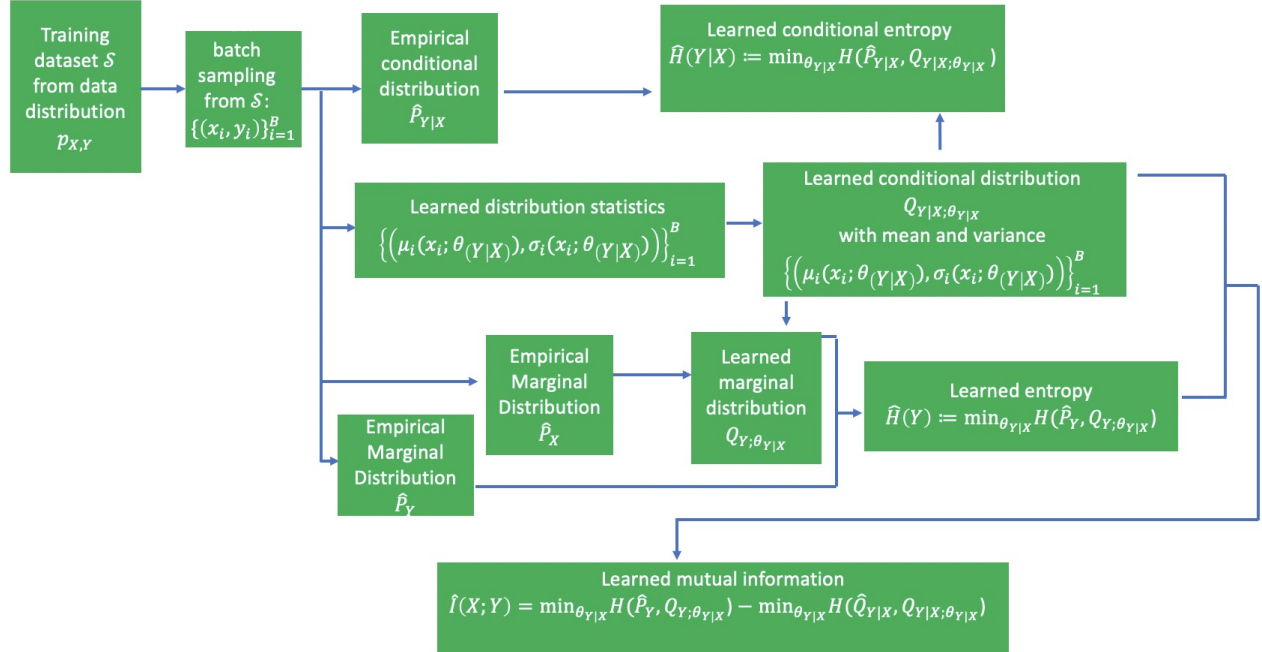 Training
dataset 𝒮
from data
distribution
p_{X,Y}
batch
sampling
from 𝒮:
{(x_i, y_i)}_{i=1}^{B}
Empirical
conditional
distribution
P̂_{Y|X}
Learned conditional entropy
Ĥ(Y|X) ≔ min_{θ_{Y|X}} H(P̂_{Y|X}, Q_{Y|X;θ_{Y|X}})
Learned distribution statistics
{(μ_i(x_i; θ_{(Y|X)}), σ_i(x_i; θ_{(Y|X)}))}_{i=1}^{B}
Learned conditional distribution
Q_{Y|X;θ_{Y|X}}
with mean and variance
{(μ_i(x_i; θ_{(Y|X)}), σ_i(x_i; θ_{(Y|X)}))}_{i=1}^{B}
Empirical
Marginal
Distribution
P̂_X
Learned
marginal
distribution
Q_{Y;θ_{Y|X}}
Learned entropy
Ĥ(Y) ≔ min_{θ_{Y|X}} H(P̂_Y, Q_{Y;θ_{Y|X}})
Empirical
Marginal
Distribution
P̂_Y
Learned mutual information
Î(X; Y) = min_{θ_{Y|X}} H(P̂_Y, Q_{Y;θ_{Y|X}}) − min_{θ_{Y|X}} H(Q̂_{Y|X}, Q_{Y|X;θ_{Y|X}})